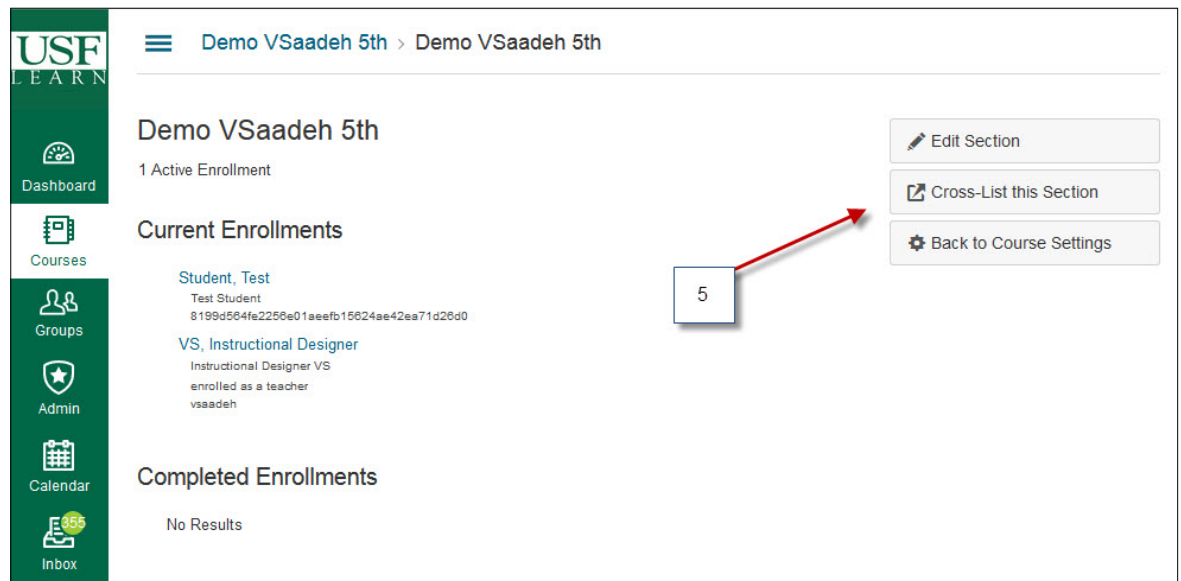 USF
LEARN
Dashboard
Courses
Groups
Admin
Calendar
355
Inbox
Demo VSaadeh 5th > Demo VSaadeh 5th
Demo VSaadeh 5th
1 Active Enrollment
Current Enrollments
Student, Test
Test Student
8199d564fe2256e01aeefb15624ae42ea71d26d0
VS, Instructional Designer
Instructional Designer VS
enrolled as a teacher
vsaadeh
Completed Enrollments
No Results
5
Edit Section
Cross-List this Section
Back to Course Settings